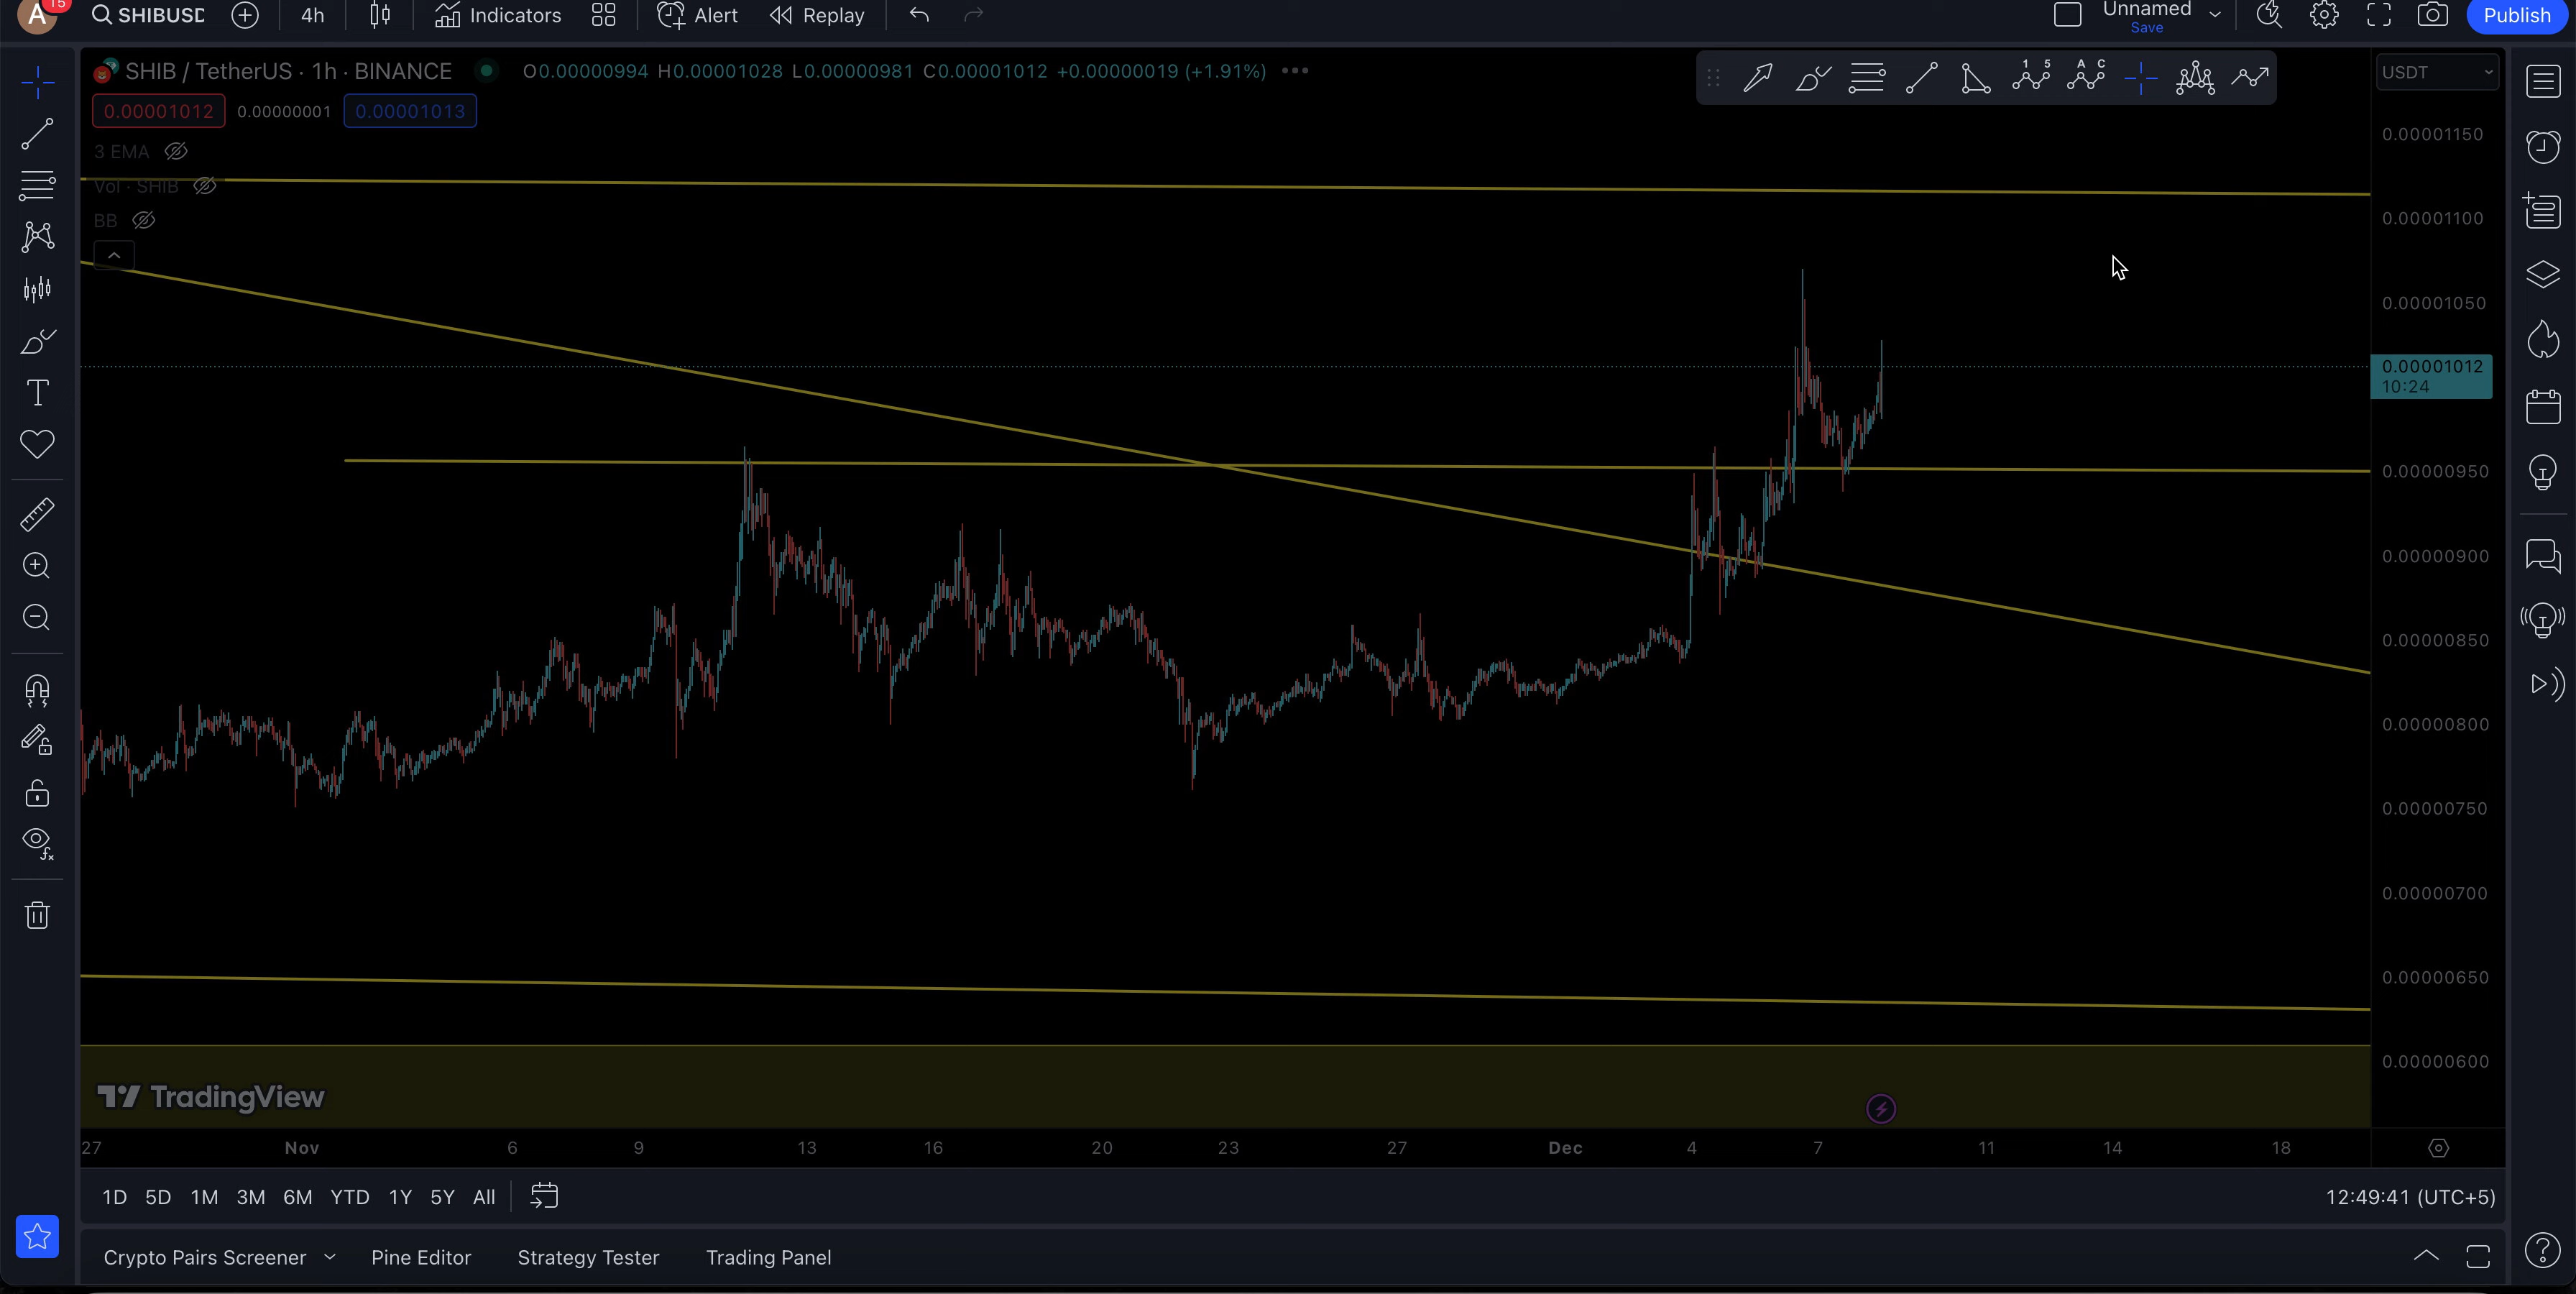 A 15 SHIBUSD 4h Indicators Alert Replay Unnamed Publish
Save
SHIB / TetherUS · 1h · BINANCE O0.00000994 H0.00001028 L0.00000981 C0.00001012 +0.00000019 (+1.91%) USDT
0.00001012 0.00000001 0.00001013
3 EMA
Vol · SHIB
BB
1 5
A C
0.00001150
0.00001100
0.00001050
0.00001012
10:24
0.00000950
0.00000900
0.00000850
0.00000800
0.00000750
0.00000700
0.00000650
0.00000600
TradingView
27 Nov 6 9 13 16 20 23 27 Dec 4 7 11 14 18
1D 5D 1M 3M 6M YTD 1Y 5Y All 12:49:41 (UTC+5)
Crypto Pairs Screener Pine Editor Strategy Tester Trading Panel